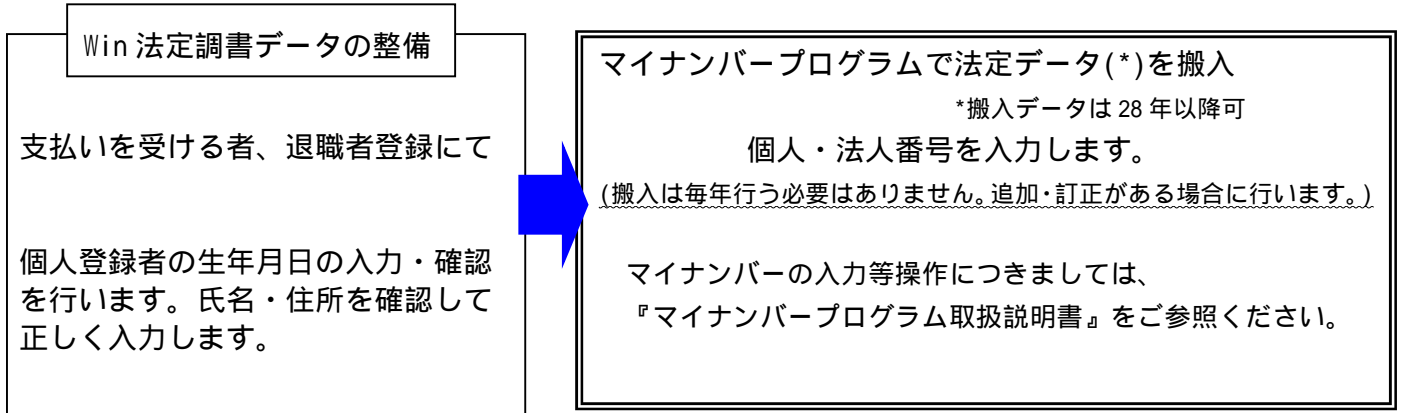 Win法定調書データの整備
支払いを受ける者、退職者登録にて
個人登録者の生年月日の入力・確認
を行います。氏名・住所を確認して
正しく入力します。
マイナンバープログラムで法定データ(*)を搬入
*搬入データは28年以降可
個人・法人番号を入力します。
(搬入は毎年行う必要はありません。追加・訂正がある場合に行います。)
マイナンバーの入力等操作につきましては、
『マイナンバープログラム取扱説明書』をご参照ください。